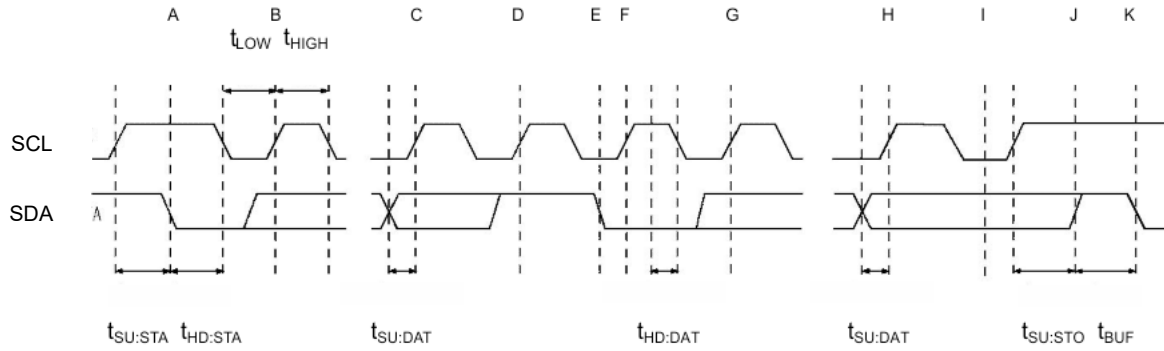 A B C D E F G H I J K
tLOW tHIGH
SCL
SDA A
tSU:STA tHD:STA tSU:DAT tHD:DAT tSU:DAT tSU:STO tBUF